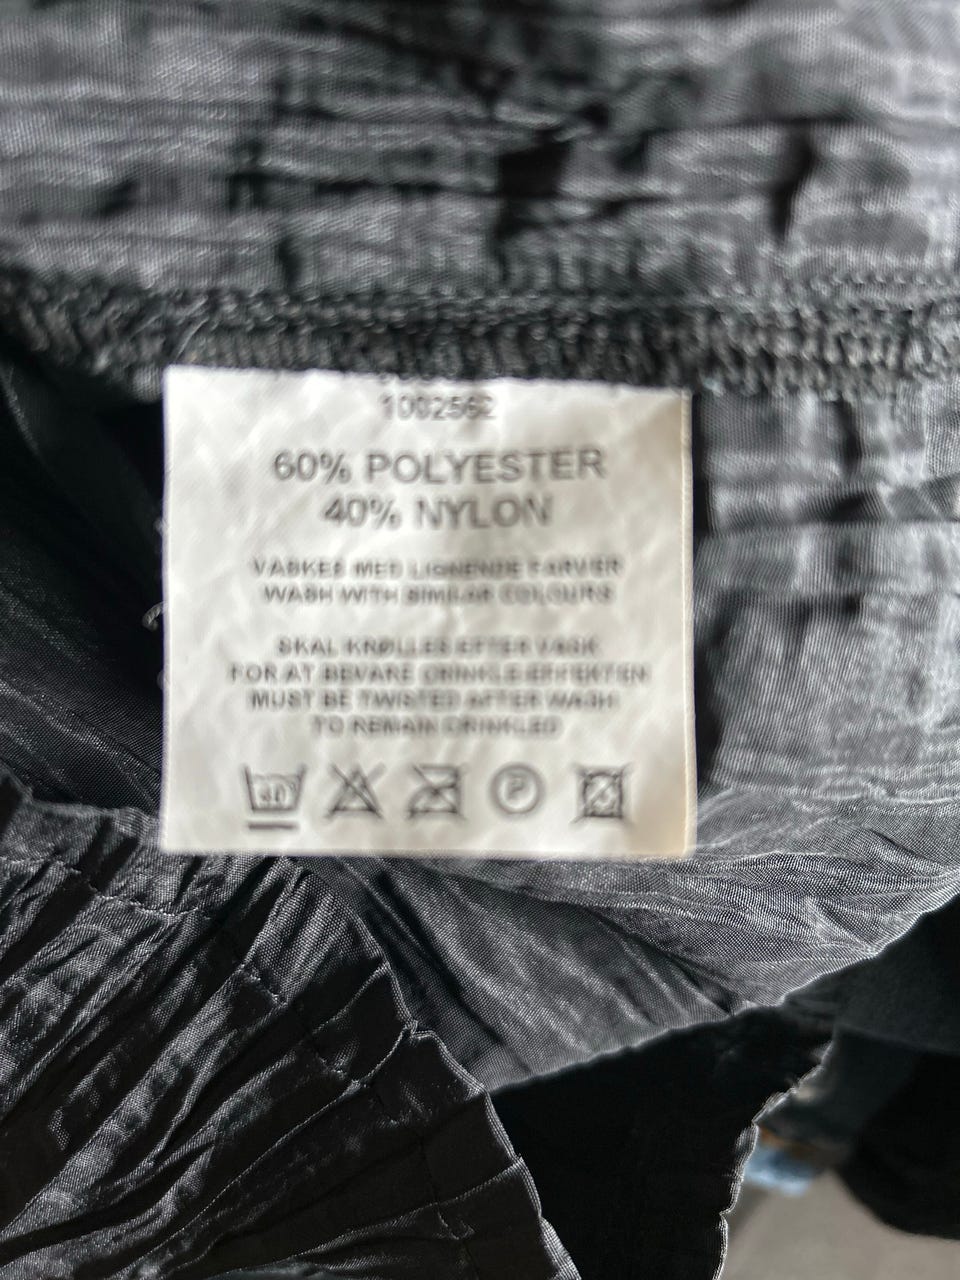 1002562
60% POLYESTER
40% NYLON
VASKES MED LIGNENDE FARVER
WASH WITH SIMILAR COLOURS
SKAL KRØLLES EFTER VASK
FOR AT BEVARE CRINKLE-EFFEKTEN
MUST BE TWISTED AFTER WASH
TO REMAIN CRINKLED
40
P